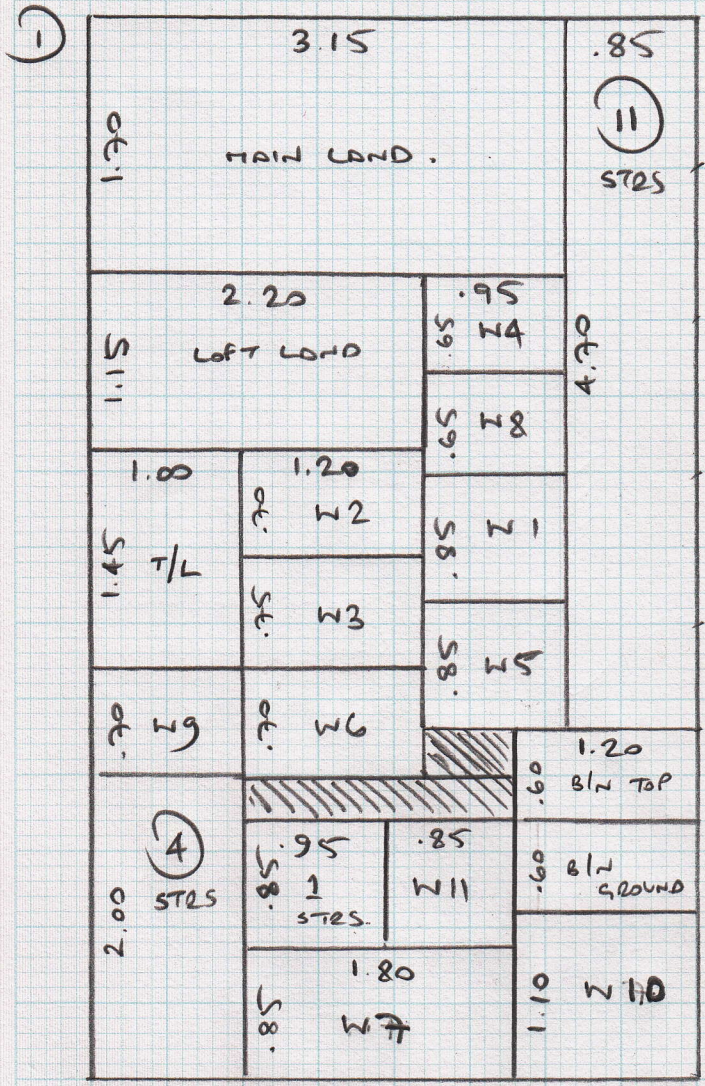 1
3.15
.85
1.70
MAIN LAND.
11
STRS
2.20
.95
1.15
LOFT LAND
.65
W4
4.70
.65
W8
1.00
1.20
1.45
T/L
.70
W2
.85
W1
.75
W3
.85
W5
.70
W9
.70
W6
1.20
.60
B/N TOP
4
STRS
2.00
.95
.85
1
STRS.
.85
W11
.60
B/N
GROUND
1.80
.85
W7
1.10
W10